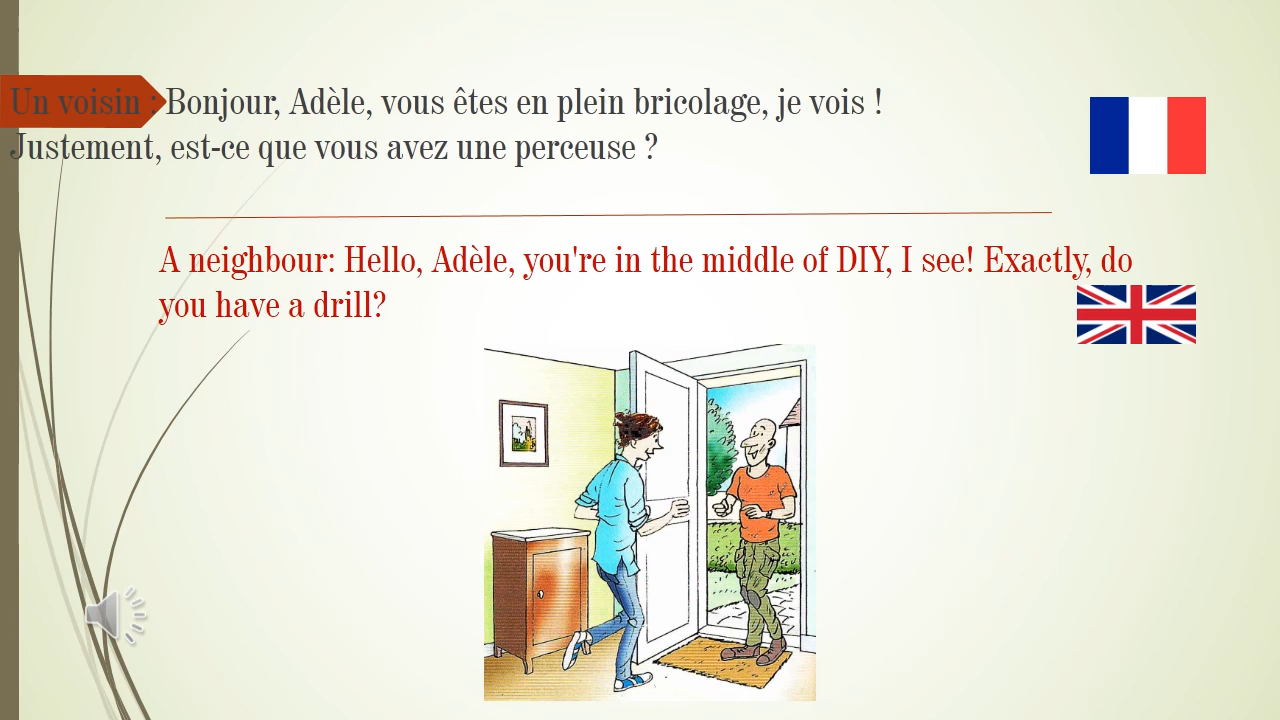 Un voisin : Bonjour, Adèle, vous êtes en plein bricolage, je vois !
Justement, est-ce que vous avez une perceuse ?
A neighbour: Hello, Adèle, you're in the middle of DIY, I see! Exactly, do
you have a drill?